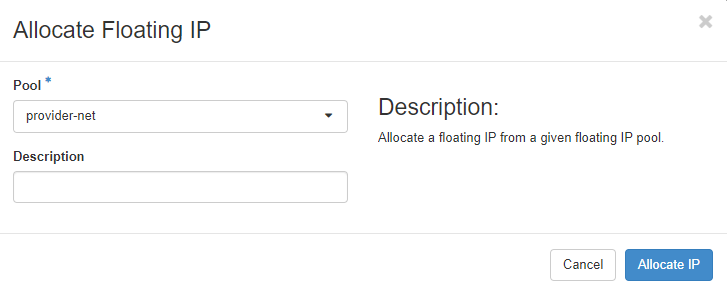 Allocate Floating IP
×
Pool *
provider-net
Description
Description:
Allocate a floating IP from a given floating IP pool.
Cancel
Allocate IP